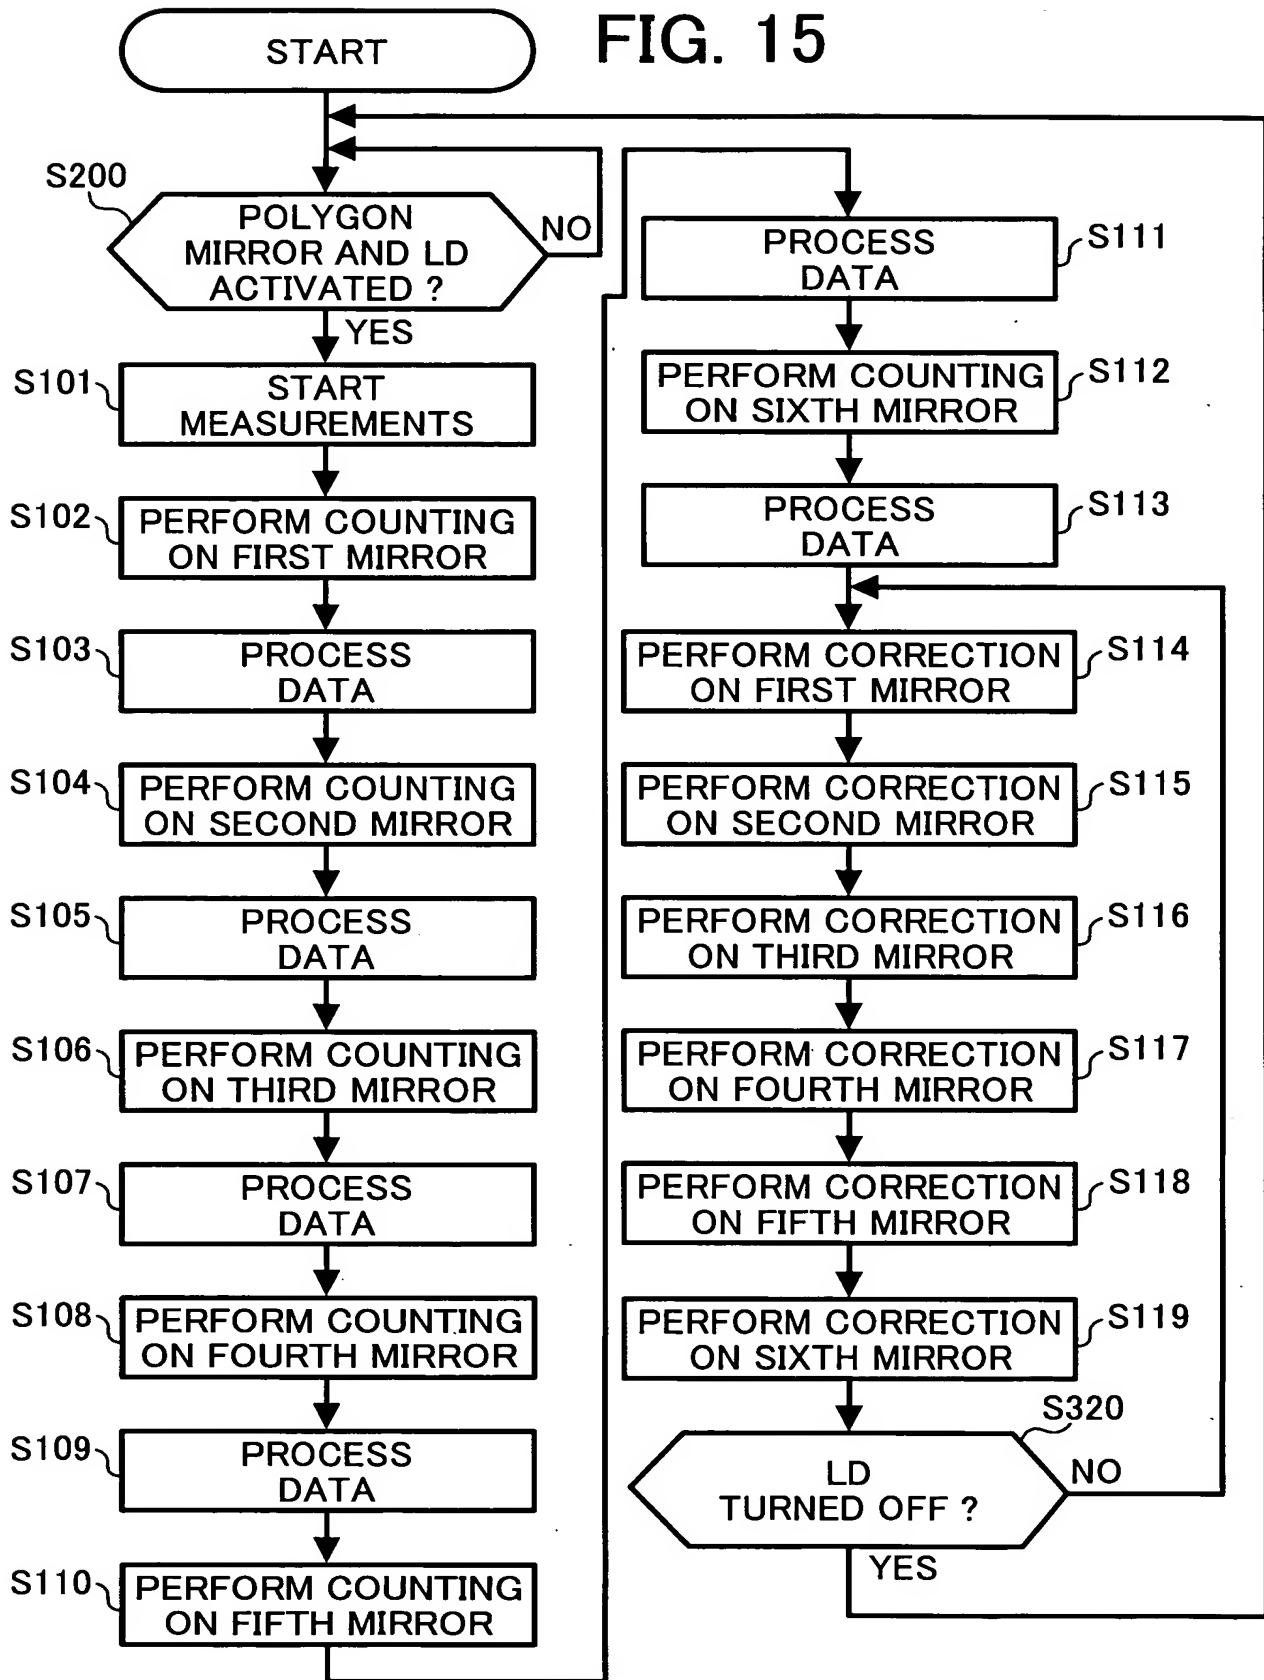 FIG. 15
START
S200
POLYGON
MIRROR AND LD
ACTIVATED ?
NO
YES
S101
START
MEASUREMENTS
S102
PERFORM COUNTING
ON FIRST MIRROR
S103
PROCESS
DATA
S104
PERFORM COUNTING
ON SECOND MIRROR
S105
PROCESS
DATA
S106
PERFORM COUNTING
ON THIRD MIRROR
S107
PROCESS
DATA
S108
PERFORM COUNTING
ON FOURTH MIRROR
S109
PROCESS
DATA
S110
PERFORM COUNTING
ON FIFTH MIRROR
PROCESS
DATA
S111
PERFORM COUNTING
ON SIXTH MIRROR
S112
PROCESS
DATA
S113
PERFORM CORRECTION
ON FIRST MIRROR
S114
PERFORM CORRECTION
ON SECOND MIRROR
S115
PERFORM CORRECTION
ON THIRD MIRROR
S116
PERFORM CORRECTION
ON FOURTH MIRROR
S117
PERFORM CORRECTION
ON FIFTH MIRROR
S118
PERFORM CORRECTION
ON SIXTH MIRROR
S119
S320
LD
TURNED OFF ?
NO
YES